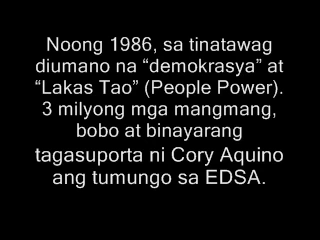 Noong 1986, sa tinatawag
diumano na “demokrasya” at
“Lakas Tao” (People Power).
3 milyong mga mangmang,
bobo at binayarang
tagasuporta ni Cory Aquino
ang tumungo sa EDSA.